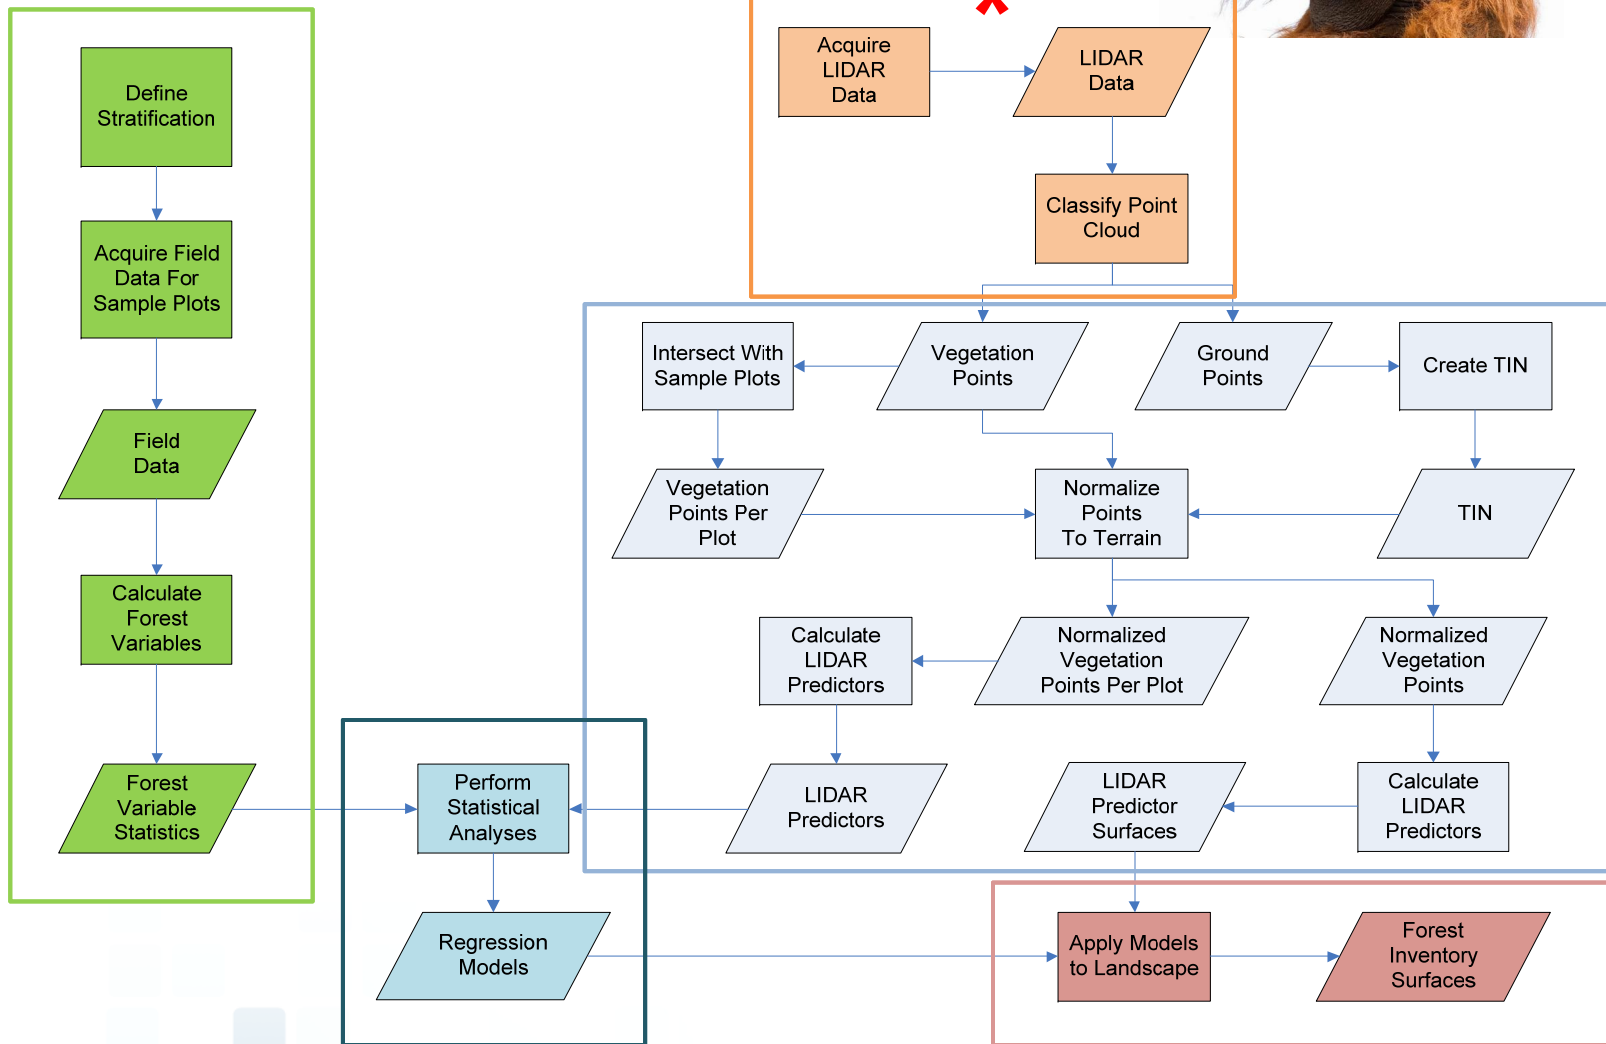 *
Define
Stratification
Acquire Field
Data For
Sample Plots
Field
Data
Calculate
Forest
Variables
Forest
Variable
Statistics
Acquire
LIDAR
Data
LIDAR
Data
Classify Point
Cloud
Intersect With
Sample Plots
Vegetation
Points
Ground
Points
Create TIN
Vegetation
Points Per
Plot
Normalize
Points
To Terrain
TIN
Calculate
LIDAR
Predictors
Normalized
Vegetation
Points Per Plot
Normalized
Vegetation
Points
Perform
Statistical
Analyses
LIDAR
Predictors
LIDAR
Predictor
Surfaces
Calculate
LIDAR
Predictors
Regression
Models
Apply Models
to Landscape
Forest
Inventory
Surfaces